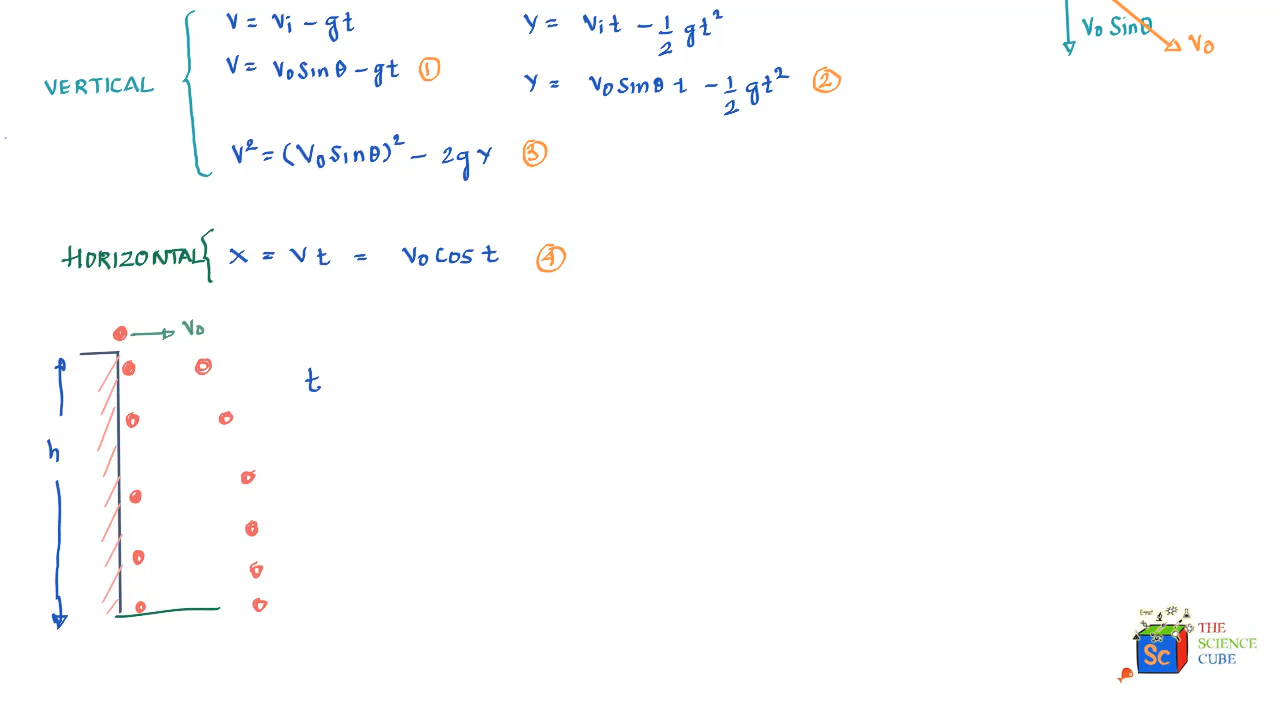 V = Vi - gt
Y = Vit - 1/2 gt²
V0 Sinθ
V0
V = V0 Sin θ - gt ①
VERTICAL
Y = V0 Sinθ t - 1/2 gt² ②
V² = (V0 Sinθ)² - 2gY ③
HORIZONTAL { X = Vt = V0 Cos t ④
V0
t
h
Sc
THE
SCIENCE
CUBE